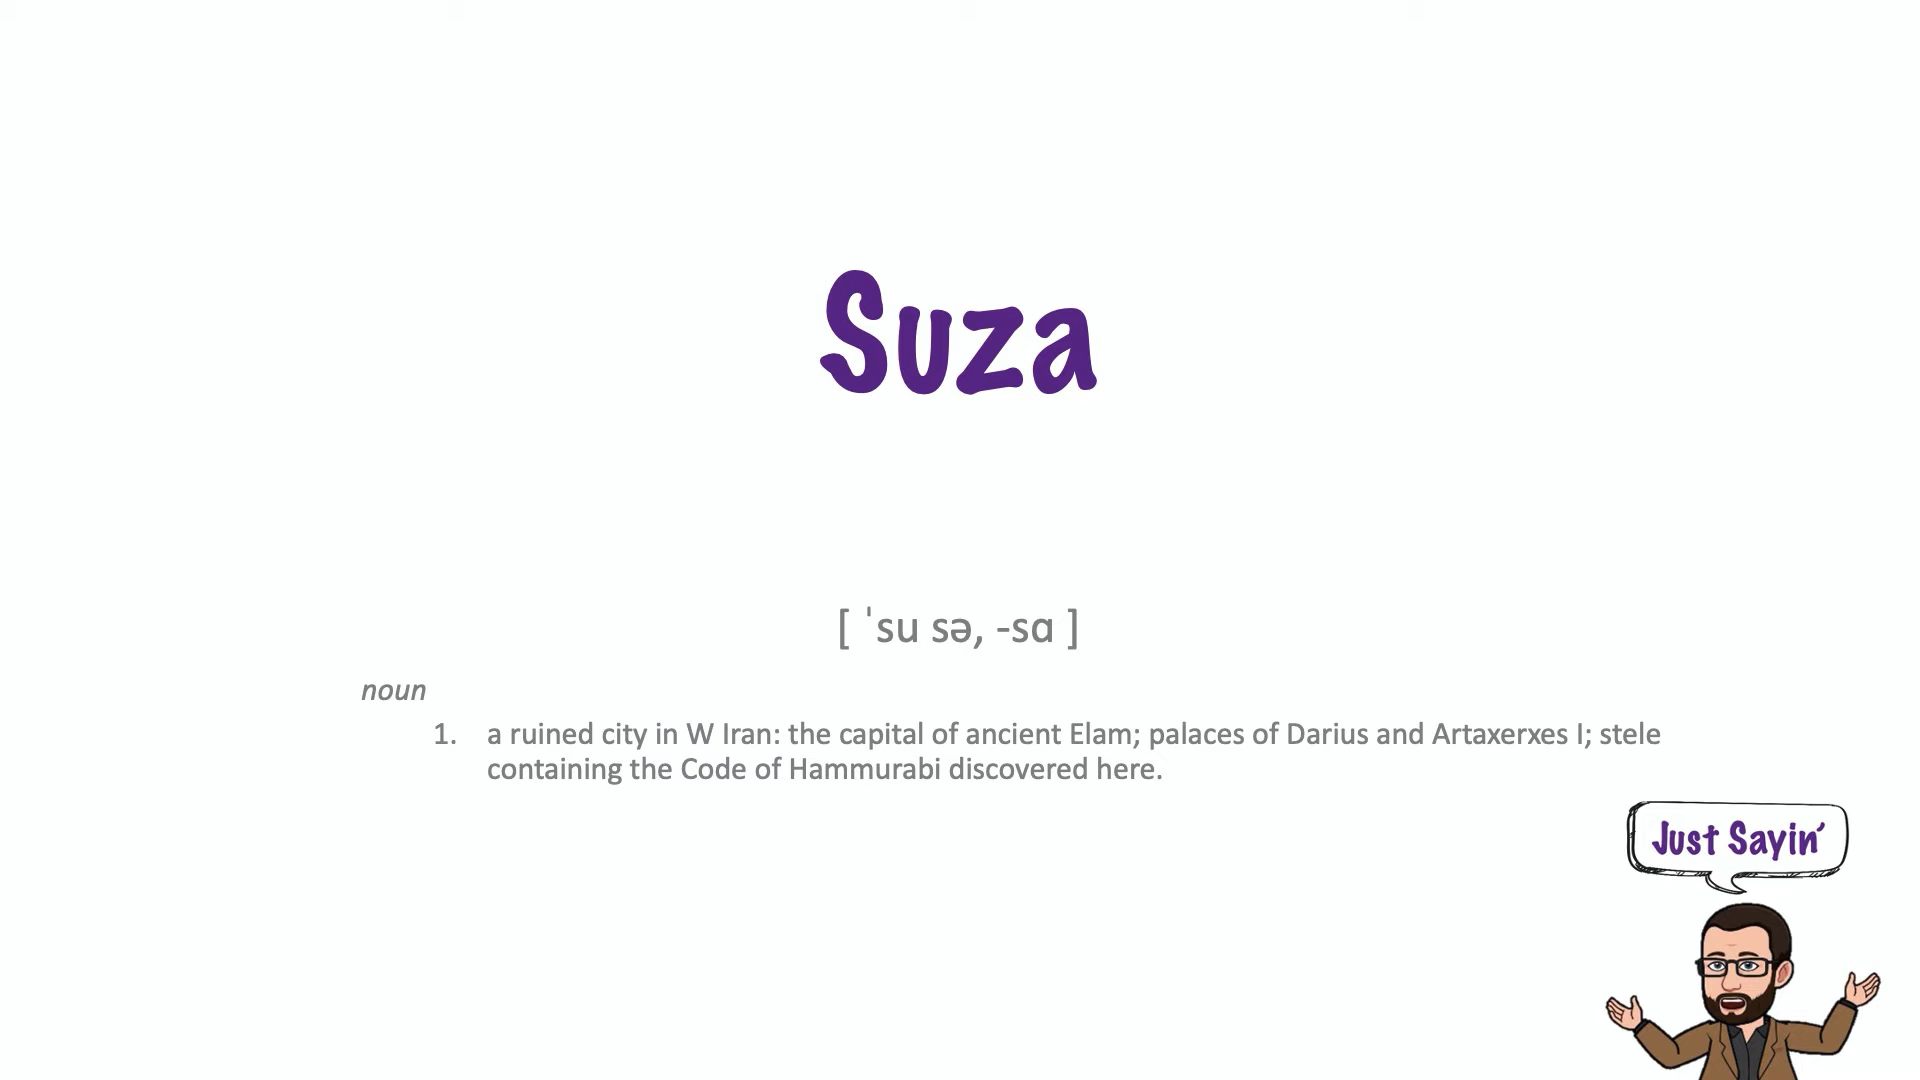 Suza
[ ˈsu sə, -sɑ ]
noun
1. a ruined city in W Iran: the capital of ancient Elam; palaces of Darius and Artaxerxes I; stele
containing the Code of Hammurabi discovered here.
Just Sayin’